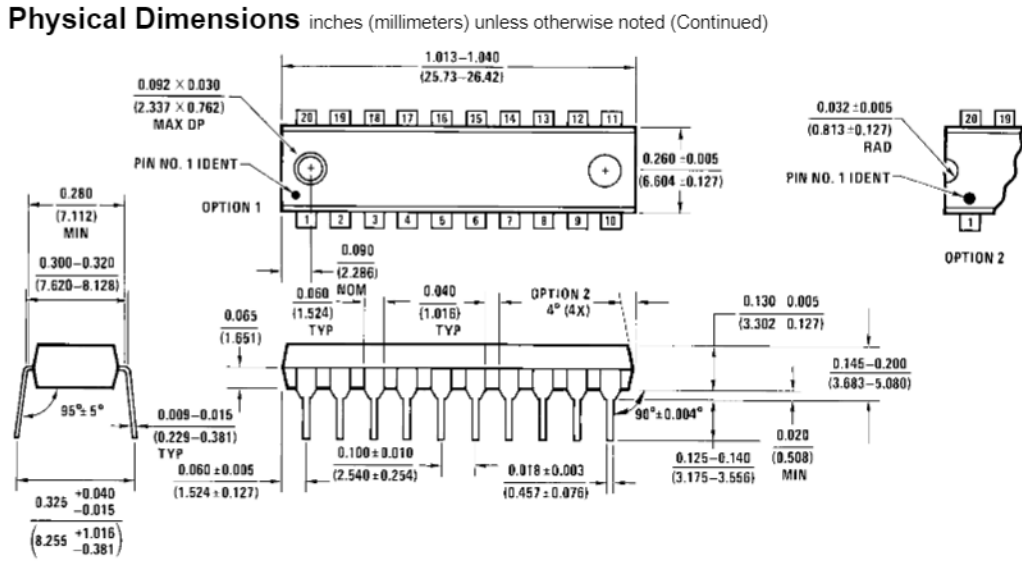 Physical Dimensions inches (millimeters) unless otherwise noted (Continued)
1.013–1.040
(25.73–26.42)
0.092 × 0.030
(2.337 × 0.762)
MAX DP
20 19 18 17 16 15 14 13 12 11
PIN NO. 1 IDENT
OPTION 1
1 2 3 4 5 6 7 8 9 10
0.260 ±0.005
(6.604 ±0.127)
0.032 ±0.005
(0.813 ±0.127)
RAD
20 19
PIN NO. 1 IDENT
1
OPTION 2
0.280
(7.112)
MIN
0.300–0.320
(7.620–8.128)
0.090
(2.286)
NOM
0.060
(1.524)
TYP
0.040
(1.016)
TYP
OPTION 2
4° (4X)
0.065
(1.651)
0.130 0.005
(3.302 0.127)
0.145–0.200
(3.683–5.080)
95°± 5°
0.009–0.015
(0.229–0.381)
TYP
90°±0.004°
0.020
(0.508)
MIN
0.125–0.140
(3.175–3.556)
0.060 ±0.005
(1.524 ±0.127)
0.100 ±0.010
(2.540 ±0.254)
0.018 ±0.003
(0.457 ±0.076)
0.325 +0.040
–0.015
(8.255 +1.016
–0.381)